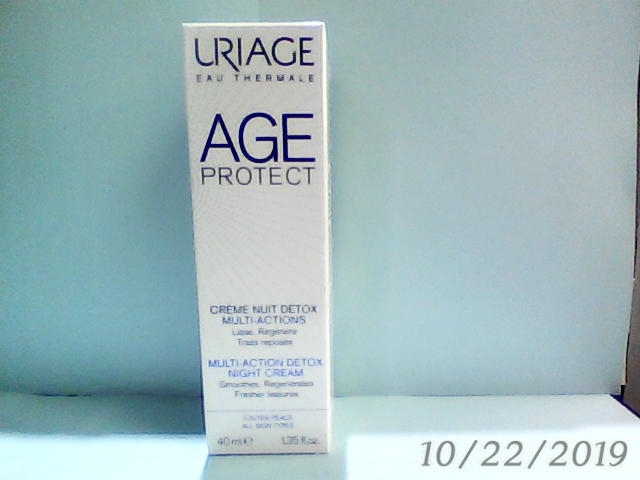 URIAGE
EAU THERMALE
AGE
PROTECT
CRÈME NUIT DÉTOX
MULTI-ACTIONS
Lisse, Régénère
Traits reposés
MULTI-ACTION DETOX
NIGHT CREAM
Smoothes, Regenerates
Fresher features
TOUTES PEAUX
ALL SKIN TYPES
40 ml e 1.35 fl.oz.
10/22/2019